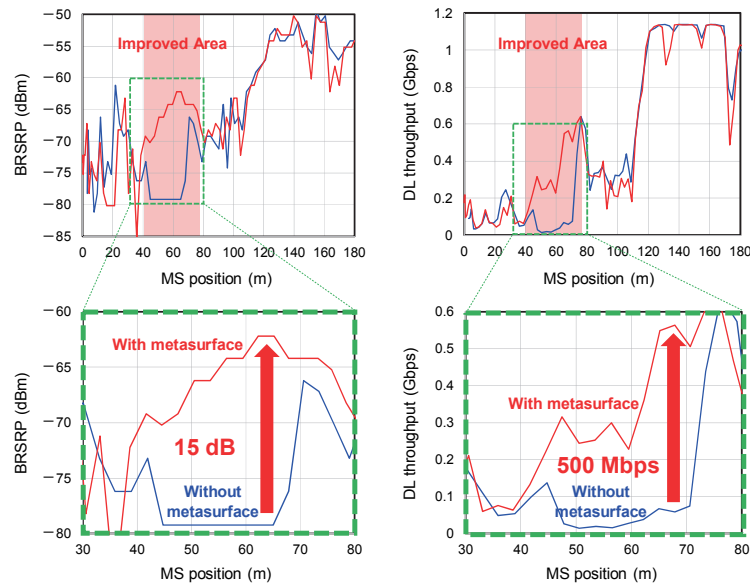 Improved Area
BRSRP (dBm)
−50
−55
−60
−65
−70
−75
−80
−85
0 20 40 60 80 100 120 140 160 180
MS position (m)
Improved Area
DL throughput (Gbps)
1.2
1
0.8
0.6
0.4
0.2
0
0 20 40 60 80 100 120 140 160 180
MS position (m)
BRSRP (dBm)
−60
−65
−70
−75
−80
With metasurface
15 dB
Without
metasurface
30 40 50 60 70 80
MS position (m)
DL throughput (Gbps)
0.6
0.5
0.4
0.3
0.2
0.1
0
With metasurface
500 Mbps
Without
metasurface
30 40 50 60 70 80
MS position (m)